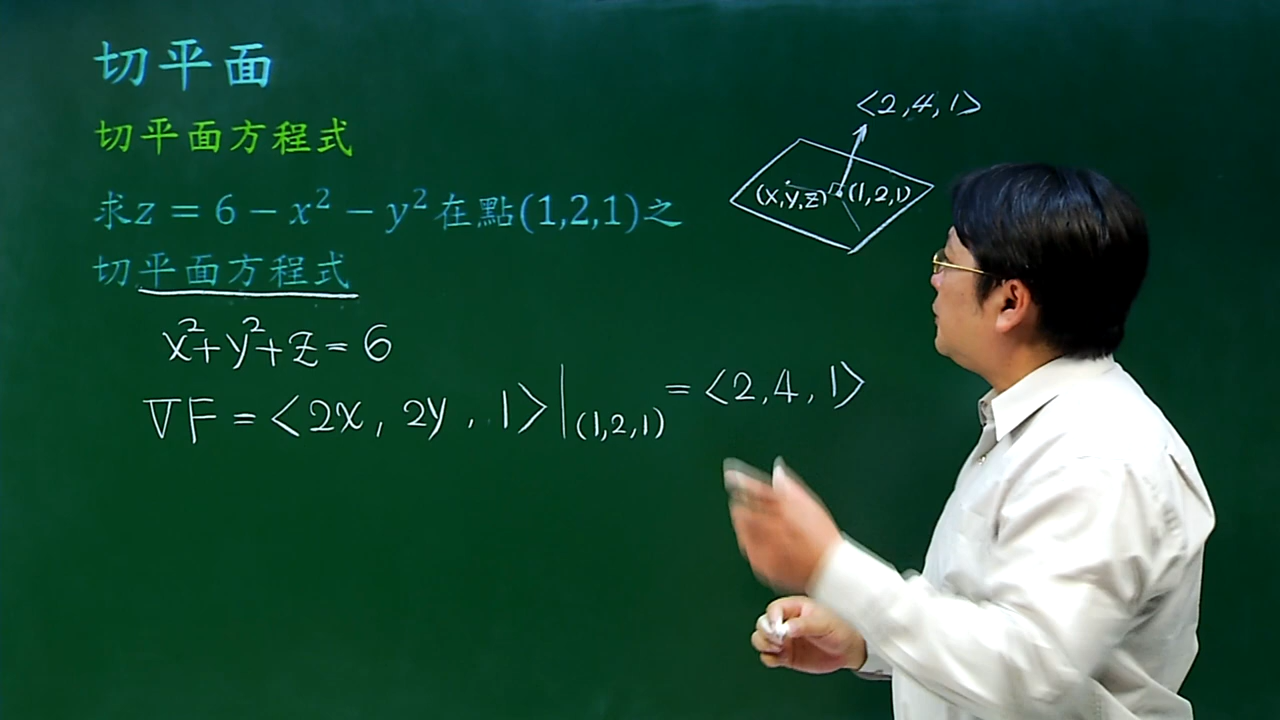 切平面
切平面方程式
求z = 6 − x² − y²在點(1,2,1)之
切平面方程式
x²+y²+z=6
∇F=<2x, 2y, 1>|(1,2,1) =<2,4,1>
<2,4,1>
(x,y,z) (1,2,1)